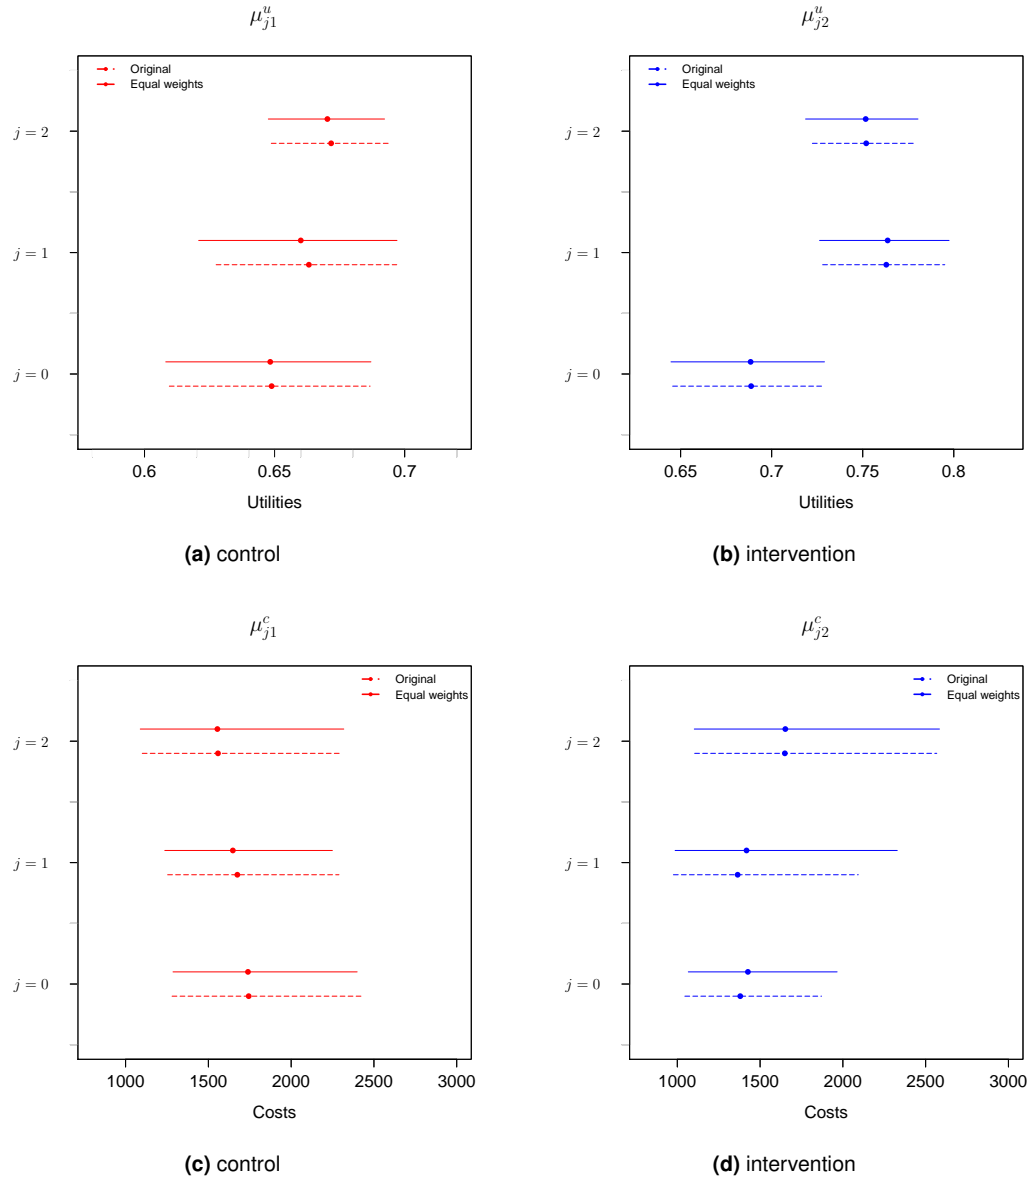 μ^u_{j1}
Original
Equal weights
j = 2
j = 1
j = 0
0.6 0.65 0.7
Utilities
(a) control
μ^u_{j2}
Original
Equal weights
j = 2
j = 1
j = 0
0.65 0.7 0.75 0.8
Utilities
(b) intervention
μ^c_{j1}
Original
Equal weights
j = 2
j = 1
j = 0
1000 1500 2000 2500 3000
Costs
(c) control
μ^c_{j2}
Original
Equal weights
j = 2
j = 1
j = 0
1000 1500 2000 2500 3000
Costs
(d) intervention